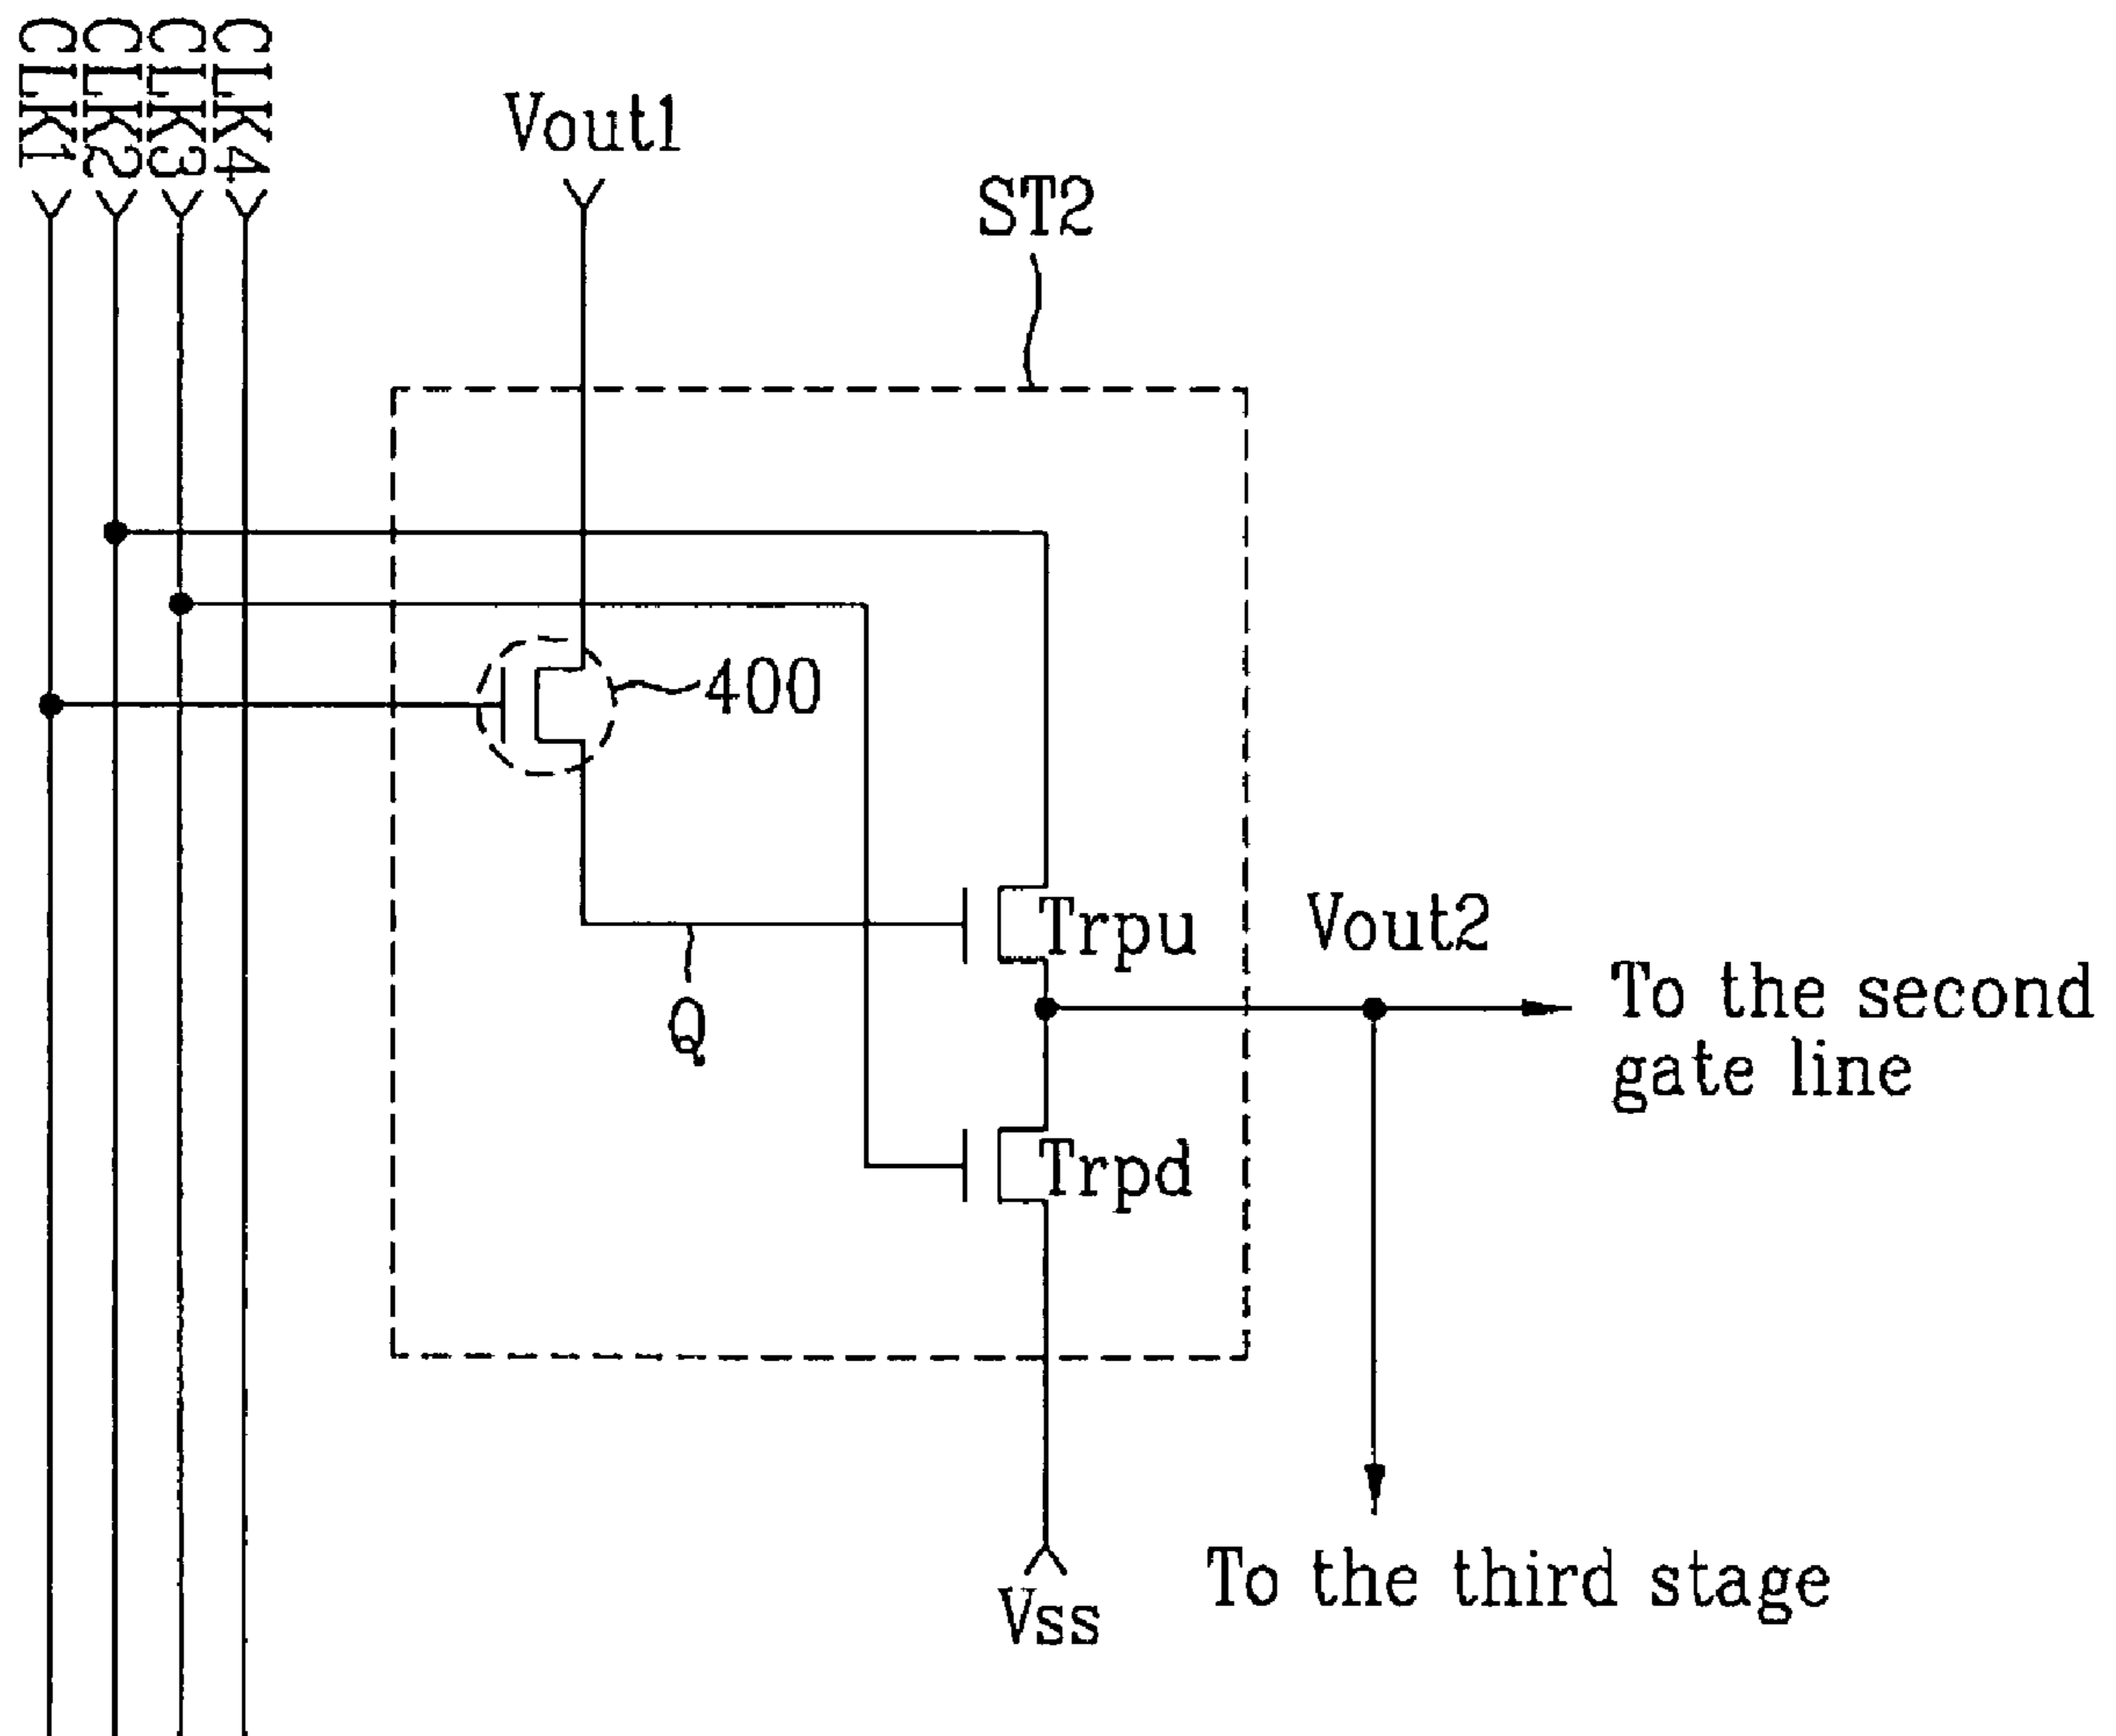 CLK1
CLK2
CLK3
CLK4
Vout1
ST2
400
Trpu
Vout2
To the second
gate line
Q
Trpd
To the third stage
Vss